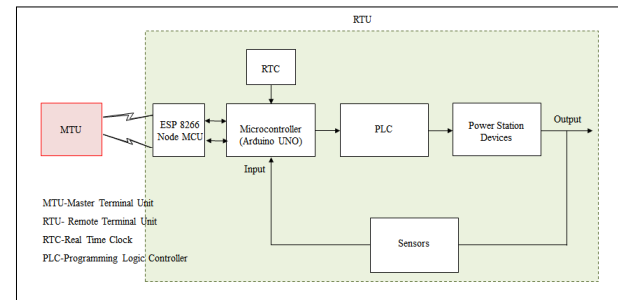 RTU
RTC
MTU
ESP 8266
Node MCU
Microcontroller
(Arduino UNO)
PLC
Power Station
Devices
Output
Input
Sensors
MTU-Master Terminal Unit
RTU- Remote Terminal Unit
RTC-Real Time Clock
PLC-Programming Logic Controller